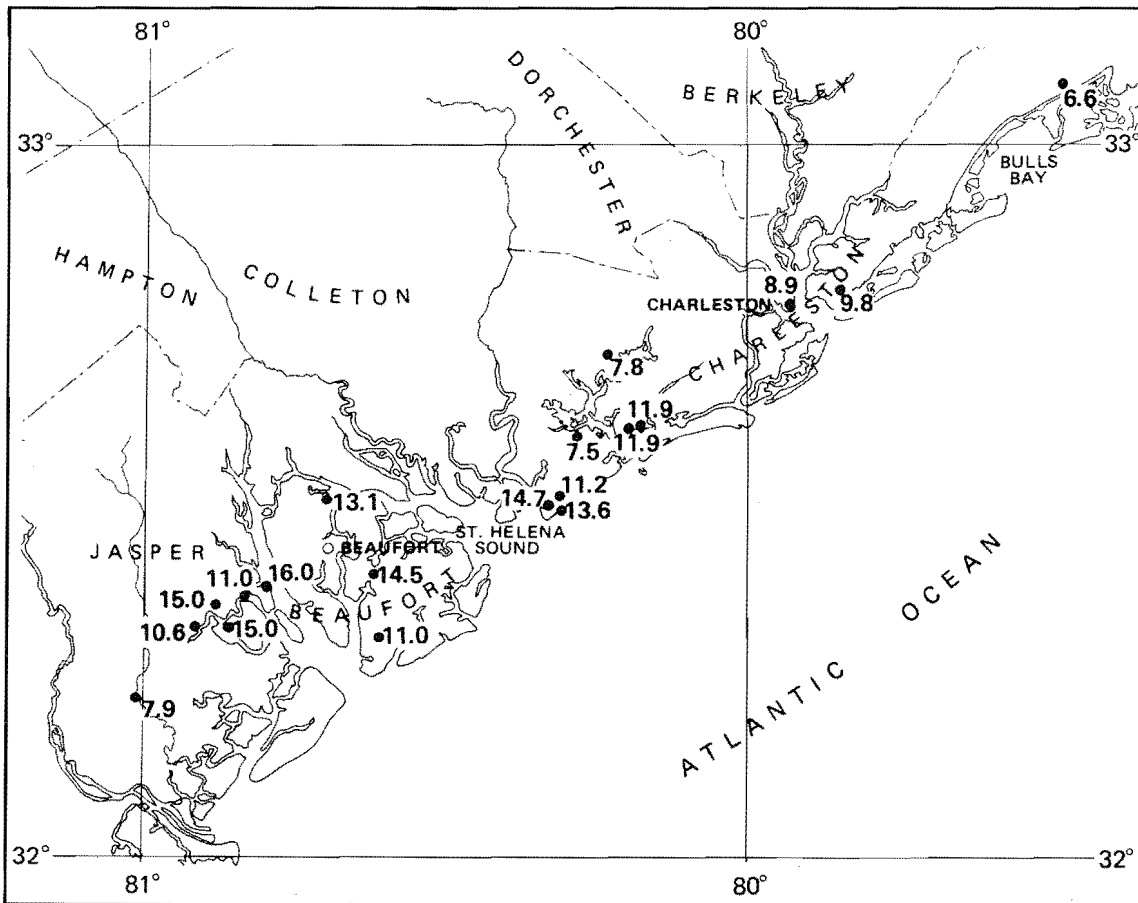 81°
80°
DORCHESTER
BERKELEY
6.6
33°
33°
BULLS
BAY
HAMPTON
COLLETON
8.9
CHARLESTON
9.8
CHARLESTON
7.8
11.9
11.9
7.5
11.2
14.7
13.6
13.1
ST. HELENA
SOUND
JASPER
BEAUFORT
14.5
16.0
11.0
15.0
BEAUFORT
10.6
15.0
11.0
7.9
ATLANTIC OCEAN
32°
32°
81°
80°